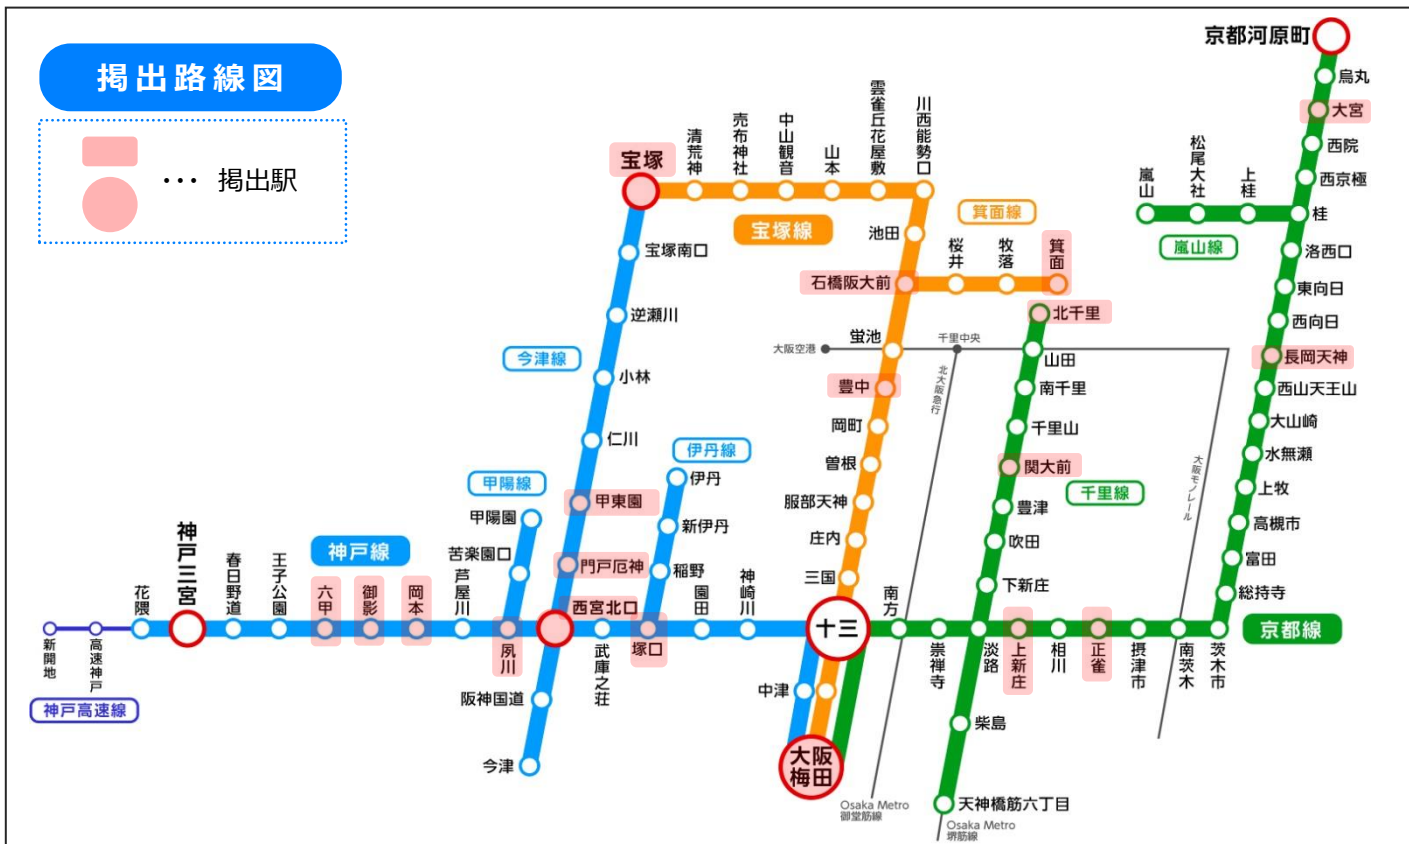 掲出路線図
･･･ 掲出駅
京都河原町
烏丸
大宮
西院
西京極
桂
洛西口
東向日
西向日
長岡天神
西山天王山
大山崎
水無瀬
上牧
高槻市
富田
総持寺
茨木市
南茨木
摂津市
正雀
相川
上新庄
淡路
崇禅寺
南方
京都線
嵐山
松尾大社
上桂
嵐山線
宝塚
清荒神
売布神社
中山観音
山本
雲雀丘花屋敷
川西能勢口
宝塚線
池田
石橋阪大前
蛍池
豊中
岡町
曽根
服部天神
庄内
三国
十三
中津
大阪
梅田
箕面線
桜井
牧落
箕面
北千里
山田
南千里
千里山
関大前
豊津
吹田
下新庄
柴島
天神橋筋六丁目
千里線
大阪空港
千里中央
北大阪急行
大阪モノレール
Osaka Metro
御堂筋線
Osaka Metro
堺筋線
宝塚南口
逆瀬川
小林
仁川
甲東園
門戸厄神
西宮北口
阪神国道
今津
今津線
伊丹線
伊丹
新伊丹
稲野
塚口
甲陽線
甲陽園
苦楽園口
夙川
神戸線
神戸三宮
花隈
春日野道
王子公園
六甲
御影
岡本
芦屋川
武庫之荘
園田
神崎川
新開地
高速神戸
神戸高速線